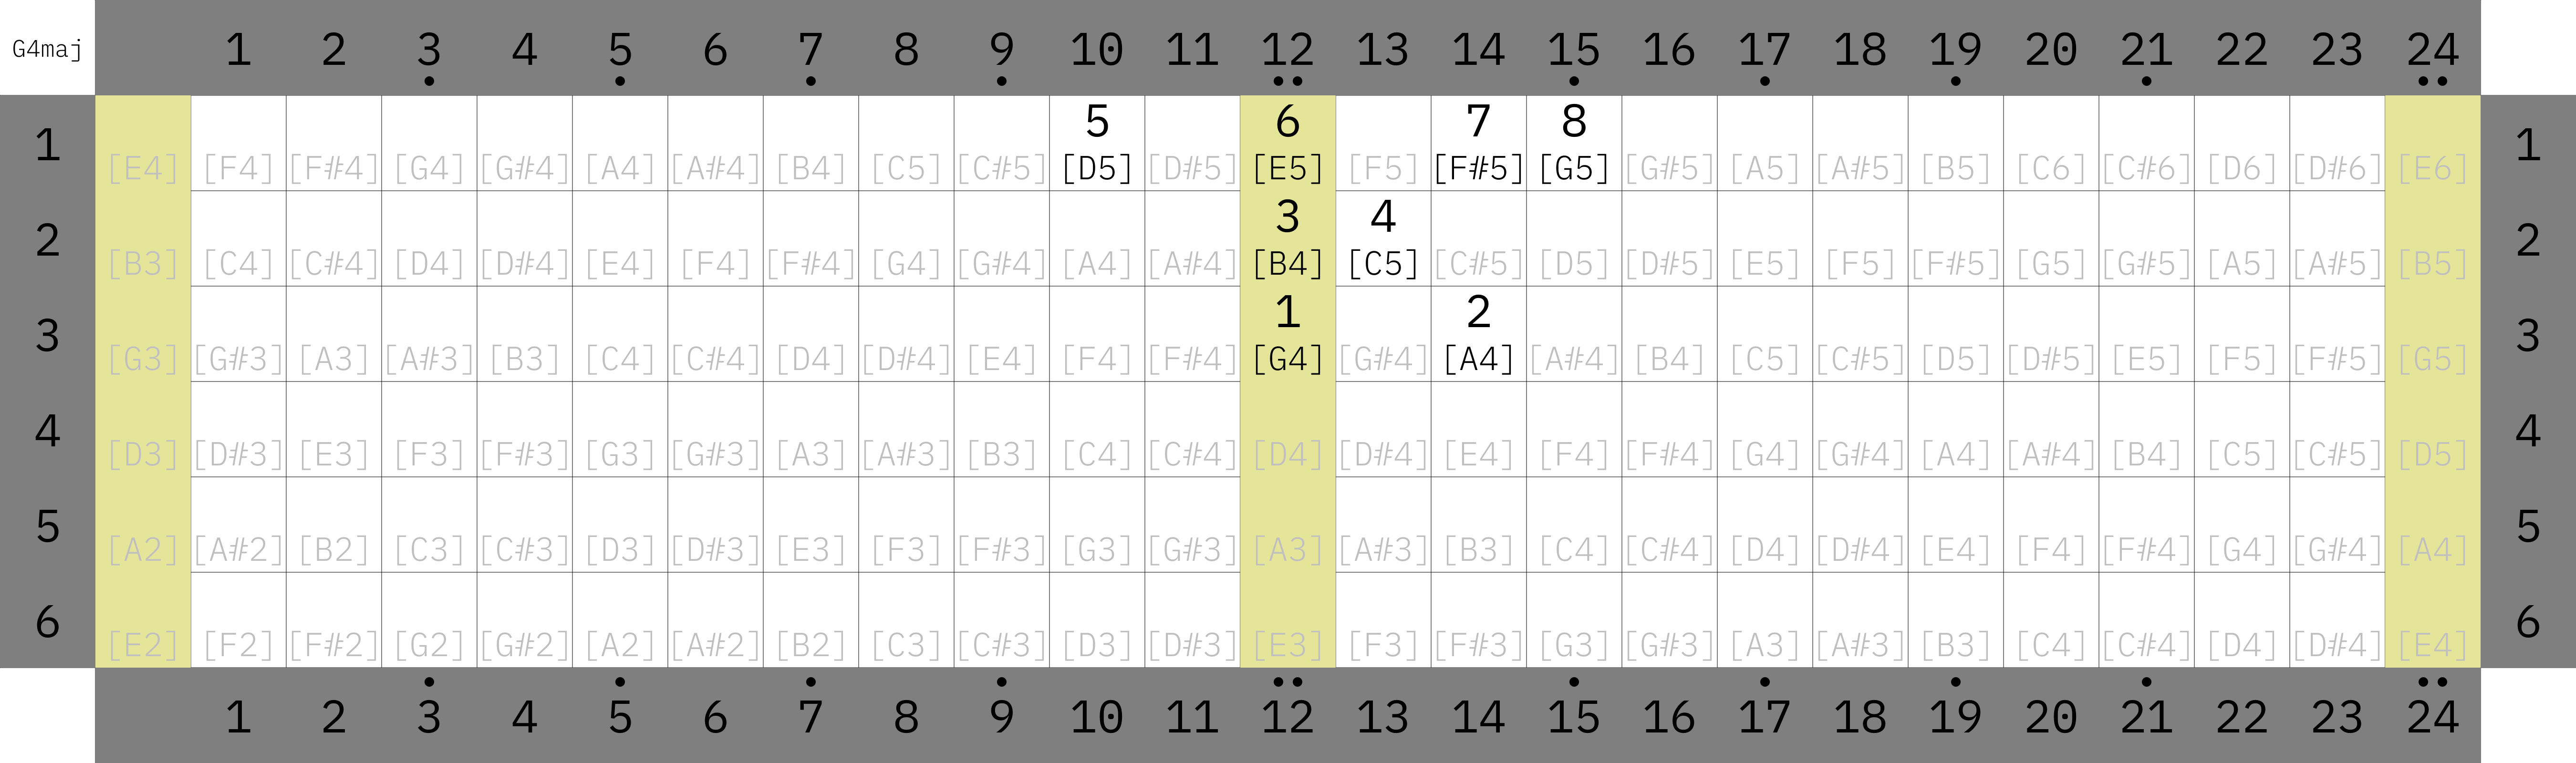 G4maj 1 2 3 4 5 6 7 8 9 10 11 12 13 14 15 16 17 18 19 20 21 22 23 24
5 6 7 8
1 [E4] [F4] [F#4] [G4] [G#4] [A4] [A#4] [B4] [C5] [C#5] [D5] [D#5] [E5] [F5] [F#5] [G5] [G#5] [A5] [A#5] [B5] [C6] [C#6] [D6] [D#6] [E6] 1
3 4
2 [B3] [C4] [C#4] [D4] [D#4] [E4] [F4] [F#4] [G4] [G#4] [A4] [A#4] [B4] [C5] [C#5] [D5] [D#5] [E5] [F5] [F#5] [G5] [G#5] [A5] [A#5] [B5] 2
1 2
3 [G3] [G#3] [A3] [A#3] [B3] [C4] [C#4] [D4] [D#4] [E4] [F4] [F#4] [G4] [G#4] [A4] [A#4] [B4] [C5] [C#5] [D5] [D#5] [E5] [F5] [F#5] [G5] 3
4 [D3] [D#3] [E3] [F3] [F#3] [G3] [G#3] [A3] [A#3] [B3] [C4] [C#4] [D4] [D#4] [E4] [F4] [F#4] [G4] [G#4] [A4] [A#4] [B4] [C5] [C#5] [D5] 4
5 [A2] [A#2] [B2] [C3] [C#3] [D3] [D#3] [E3] [F3] [F#3] [G3] [G#3] [A3] [A#3] [B3] [C4] [C#4] [D4] [D#4] [E4] [F4] [F#4] [G4] [G#4] [A4] 5
6 [E2] [F2] [F#2] [G2] [G#2] [A2] [A#2] [B2] [C3] [C#3] [D3] [D#3] [E3] [F3] [F#3] [G3] [G#3] [A3] [A#3] [B3] [C4] [C#4] [D4] [D#4] [E4] 6
1 2 3 4 5 6 7 8 9 10 11 12 13 14 15 16 17 18 19 20 21 22 23 24